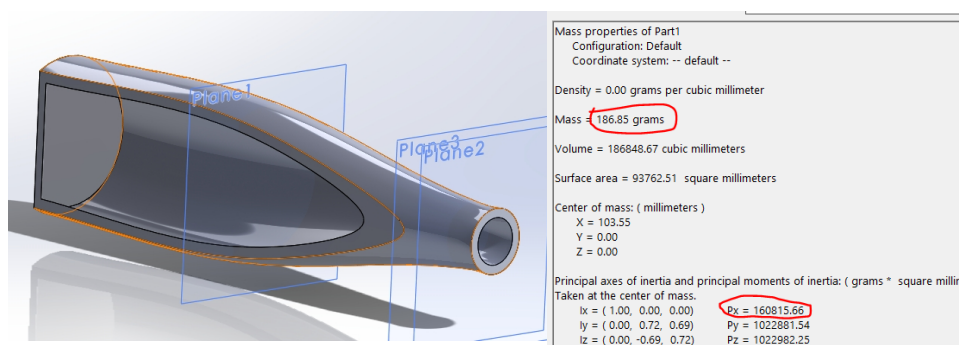 Plane1
Plane3
Plane2
Mass properties of Part1
Configuration: Default
Coordinate system: -- default --
Density = 0.00 grams per cubic millimeter
Mass = 186.85 grams
Volume = 186848.67 cubic millimeters
Surface area = 93762.51 square millimeters
Center of mass: ( millimeters )
X = 103.55
Y = 0.00
Z = 0.00
Principal axes of inertia and principal moments of inertia: ( grams * square millin
Taken at the center of mass.
Ix = ( 1.00, 0.00, 0.00) Px = 160815.66
Iy = ( 0.00, 0.72, 0.69) Py = 1022881.54
Iz = ( 0.00, -0.69, 0.72) Pz = 1022982.25